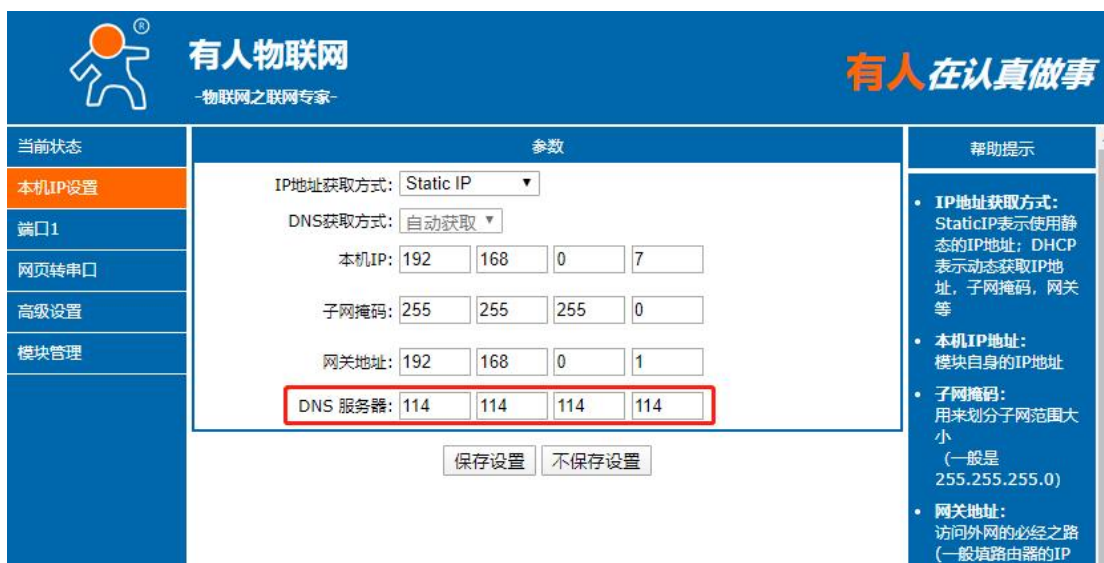 ®
有人物联网
-物联网之联网专家-
有人在认真做事
当前状态
本机IP设置
端口1
网页转串口
高级设置
模块管理
参数
IP地址获取方式: Static IP
DNS获取方式: 自动获取
本机IP: 192 168 0 7
子网掩码: 255 255 255 0
网关地址: 192 168 0 1
DNS 服务器: 114 114 114 114
保存设置 不保存设置
帮助提示
• IP地址获取方式:
StaticIP表示使用静
态的IP地址; DHCP
表示动态获取IP地
址, 子网掩码, 网关
等
• 本机IP地址:
模块自身的IP地址
• 子网掩码:
用来划分子网范围大
小
(一般是
255.255.255.0)
• 网关地址:
访问外网的必经之路
(一般填路由器的IP